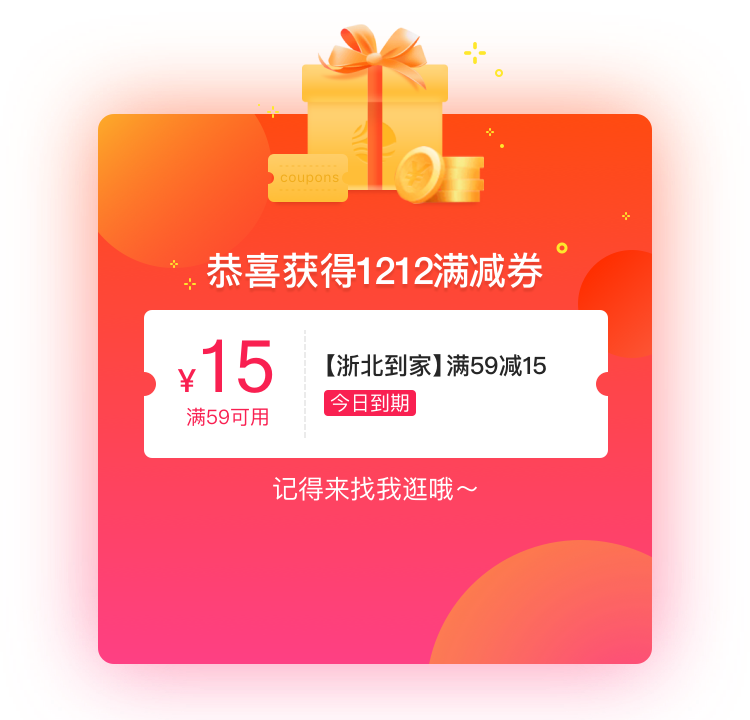 coupons
恭喜获得1212满减券
¥15
【浙北到家】满59减15
满59可用
今日到期
记得来找我逛哦～